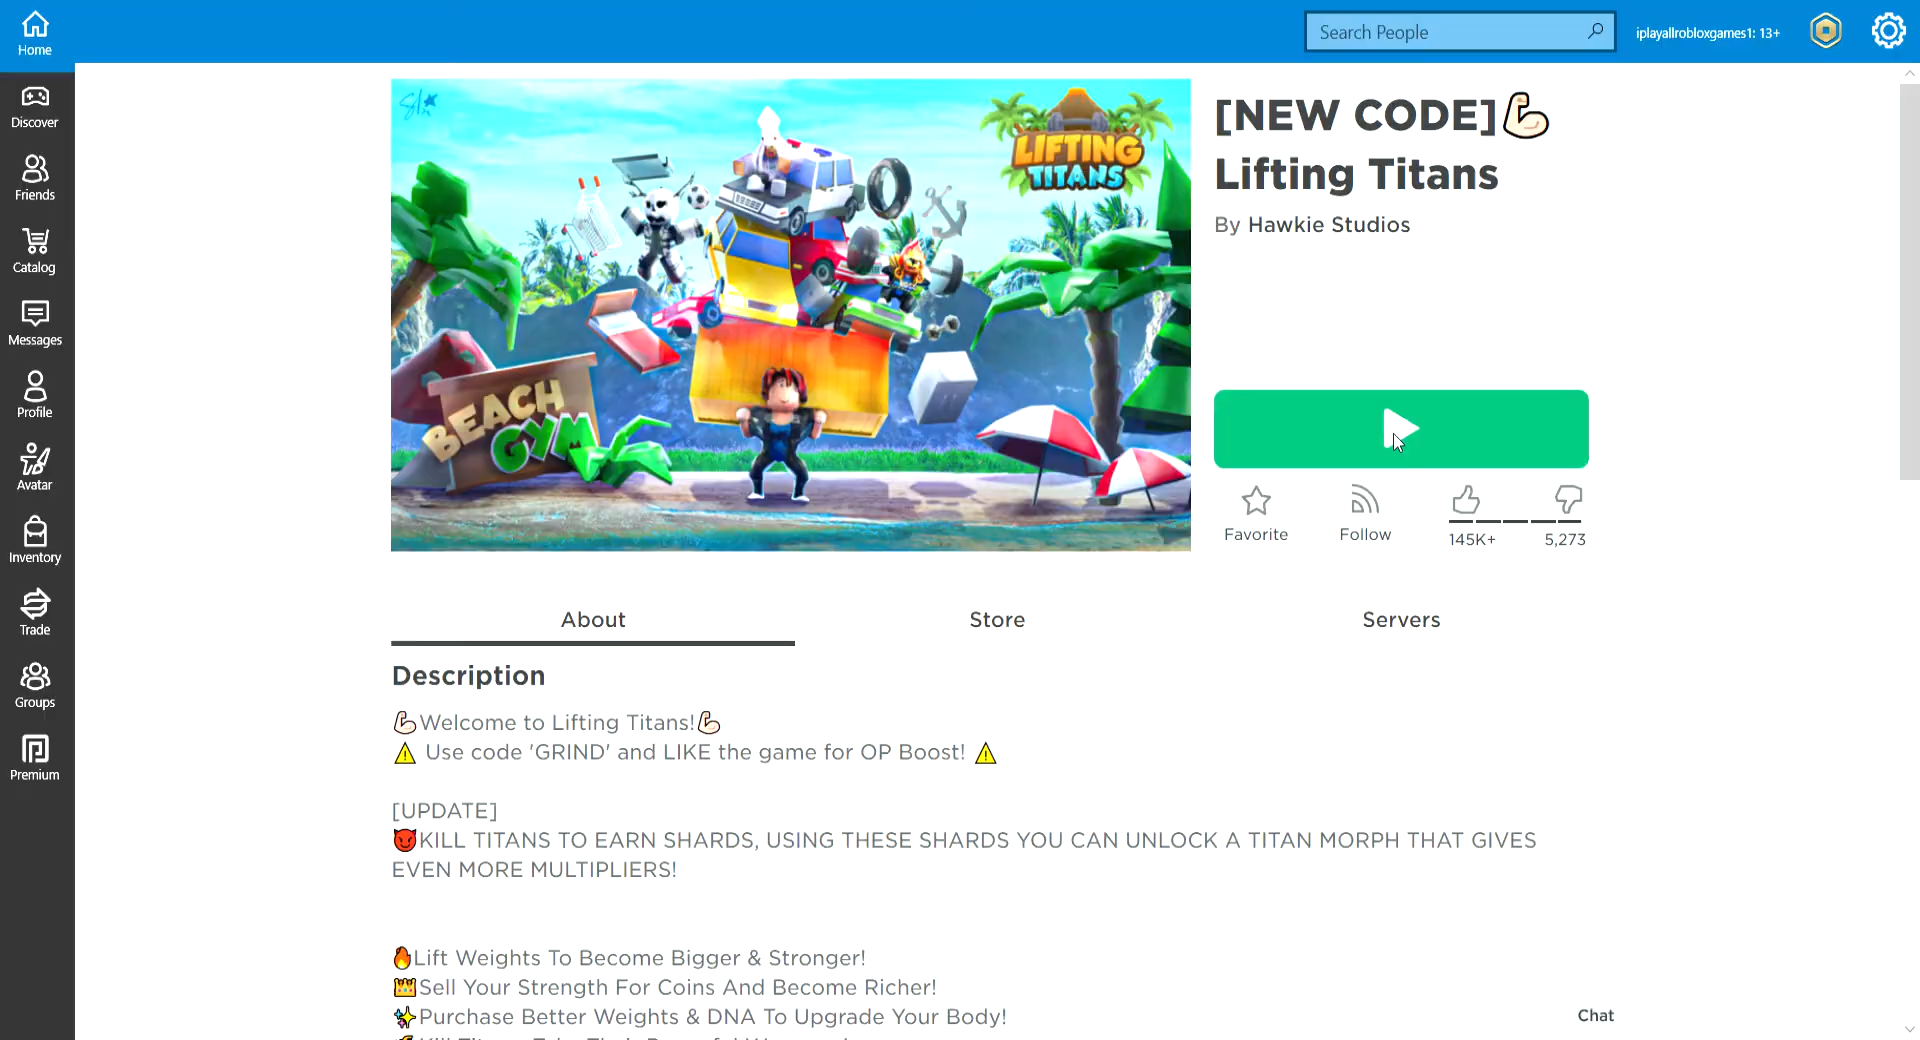 Home
Search People
iplayallrobloxgames1: 13+
Discover
Friends
Catalog
Messages
Profile
Avatar
Inventory
Trade
Groups
Premium
LIFTING
TITANS
BEACH
GYM
[NEW CODE]💪🏻
Lifting Titans
By Hawkie Studios
Favorite
Follow
145K+
5,273
About
Store
Servers
Description
💪🏻Welcome to Lifting Titans!💪🏻
⚠️ Use code 'GRIND' and LIKE the game for OP Boost! ⚠️
[UPDATE]
😈KILL TITANS TO EARN SHARDS, USING THESE SHARDS YOU CAN UNLOCK A TITAN MORPH THAT GIVES
EVEN MORE MULTIPLIERS!
🔥Lift Weights To Become Bigger & Stronger!
👑Sell Your Strength For Coins And Become Richer!
✨Purchase Better Weights & DNA To Upgrade Your Body!
Chat